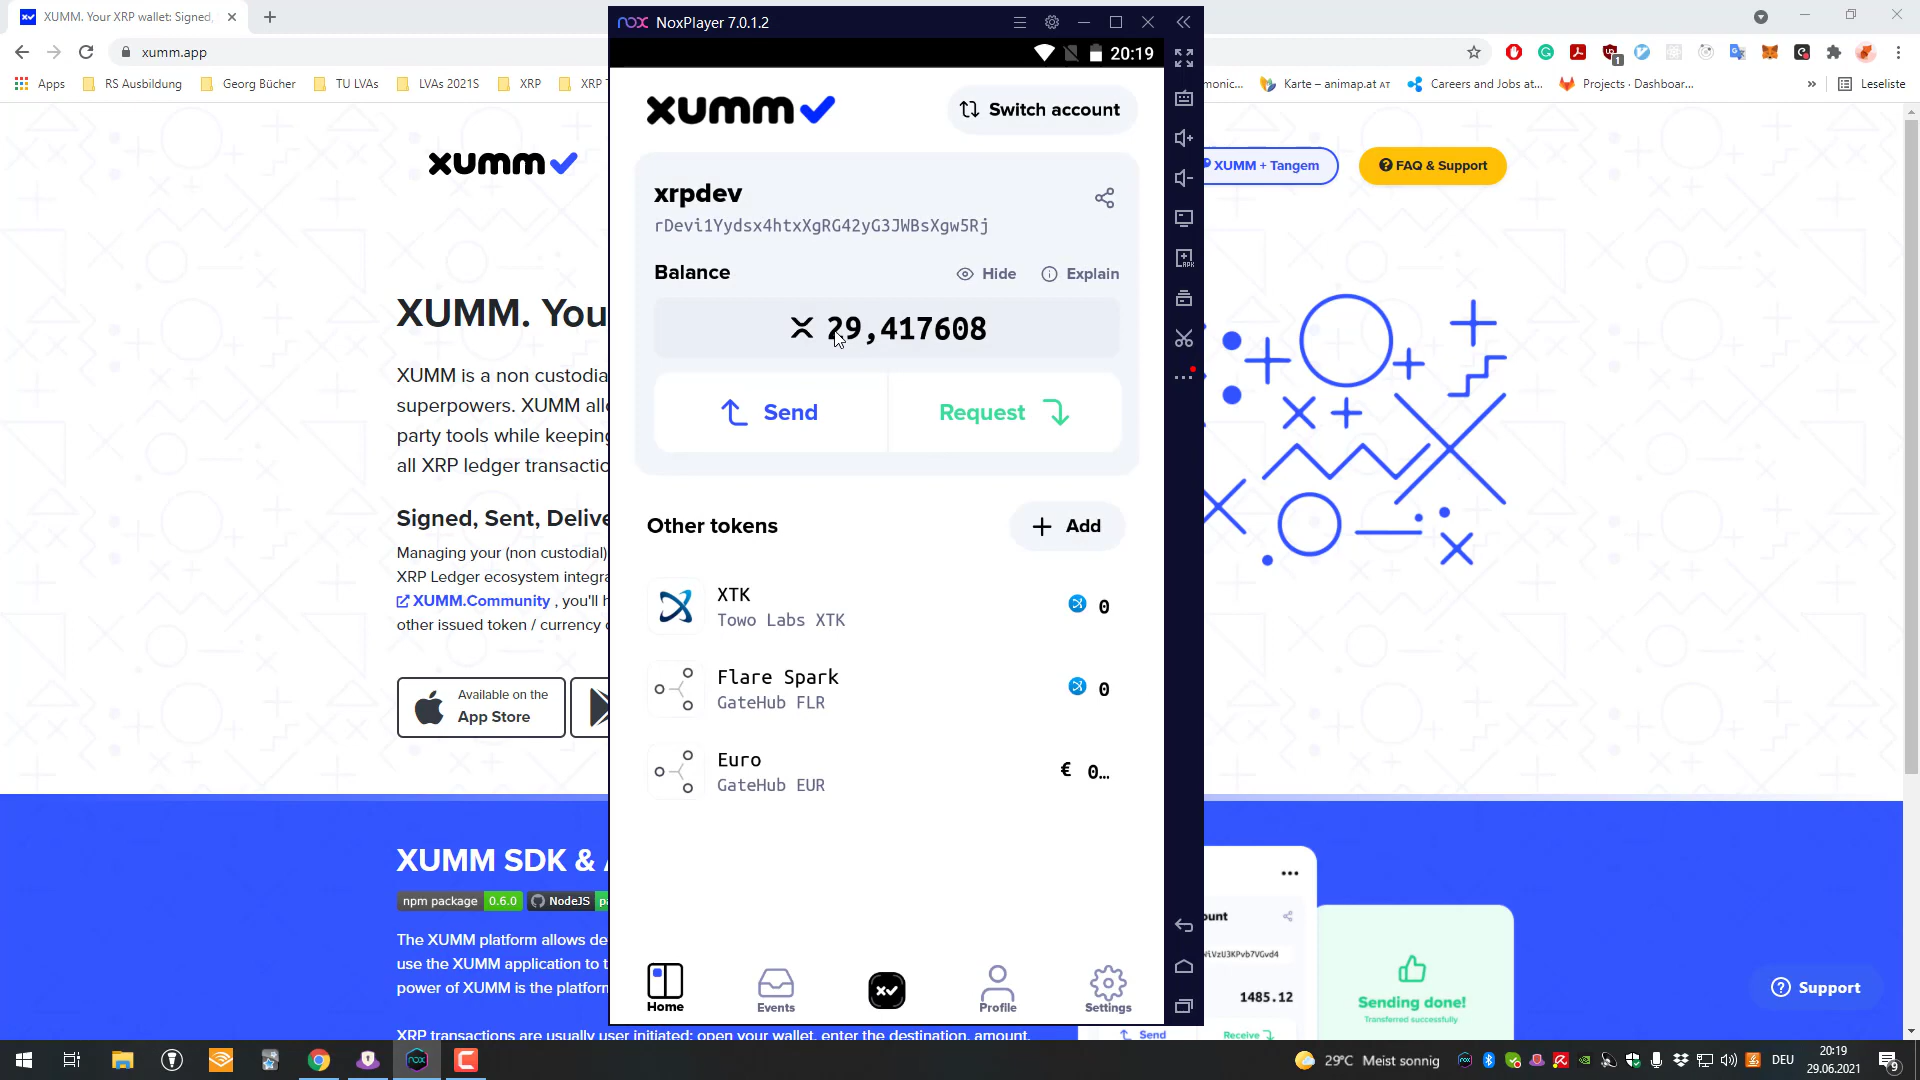 XUMM. Your XRP wallet: Signed,
xumm.app
Apps
RS Ausbildung
Georg Bücher
TU LVAs
LVAs 2021S
XRP
XRP T
monic...
Karte – animap.at AT
Careers and Jobs at...
Projects · Dashboar...
»
Leseliste
1
nox NoxPlayer 7.0.1.2
20:19
xumm
Switch account
xrpdev
rDevi1Yydsx4htxXgRG42yG3JWBsXgw5Rj
Balance
Hide
Explain
29,417608
Send
Request
Other tokens
+ Add
XTK
Towo Labs XTK
0
Flare Spark
GateHub FLR
0
Euro
GateHub EUR
€ 0...
Home
Events
Profile
Settings
APK
xumm
XUMM + Tangem
FAQ & Support
XUMM. You
XUMM is a non custodia
superpowers. XUMM all
party tools while keeping
all XRP ledger transactio
Signed, Sent, Delive
Managing your (non custodial)
XRP Ledger ecosystem integra
XUMM.Community , you'll h
other issued token / currency
Available on the
App Store
XUMM SDK &
npm package 0.6.0
NodeJS
The XUMM platform allows de
use the XUMM application to t
power of XUMM is the platform
XRP transactions are usually user initiated: open your wallet, enter the destination, amount,
ount
1485.12
Send
Receive
Sending done!
Transferred successfully
Support
29°C Meist sonnig
DEU
20:19
29.06.2021
9